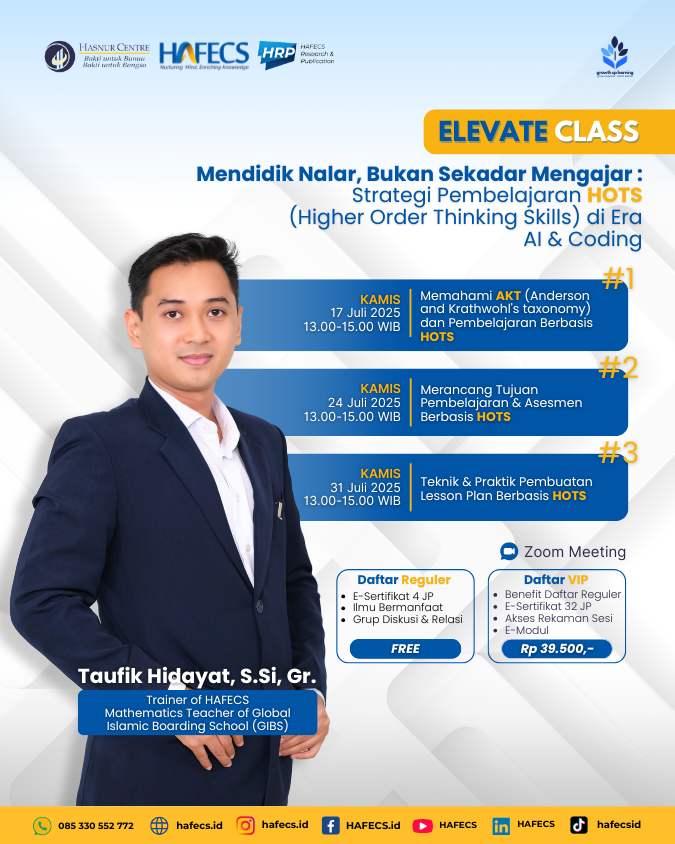 HASNUR CENTRE
Bakti untuk Banua
Bakti untuk Bangsa
HAFECS
Nurturing Mind, Enriching Knowledge
HRP
HAFECS
Research &
Publication
growth up learning
ELEVATE CLASS
Mendidik Nalar, Bukan Sekadar Mengajar :
Strategi Pembelajaran HOTS
(Higher Order Thinking Skills) di Era
AI & Coding
#1
KAMIS
17 Juli 2025
13.00-15.00 WIB
Memahami AKT (Anderson
and Krathwohl's taxonomy)
dan Pembelajaran Berbasis
HOTS
#2
KAMIS
24 Juli 2025
13.00-15.00 WIB
Merancang Tujuan
Pembelajaran & Asesmen
Berbasis HOTS
#3
KAMIS
31 Juli 2025
13.00-15.00 WIB
Teknik & Praktik Pembuatan
Lesson Plan Berbasis HOTS
Zoom Meeting
Daftar Reguler
E-Sertifikat 4 JP
Ilmu Bermanfaat
Grup Diskusi & Relasi
FREE
Daftar VIP
Benefit Daftar Reguler
E-Sertifikat 32 JP
Akses Rekaman Sesi
E-Modul
Rp 39.500,-
Taufik Hidayat, S.Si, Gr.
Trainer of HAFECS
Mathematics Teacher of Global
Islamic Boarding School (GIBS)
085 330 552 772
hafecs.id
hafecs.id
HAFECS.id
HAFECS
HAFECS
hafecsid